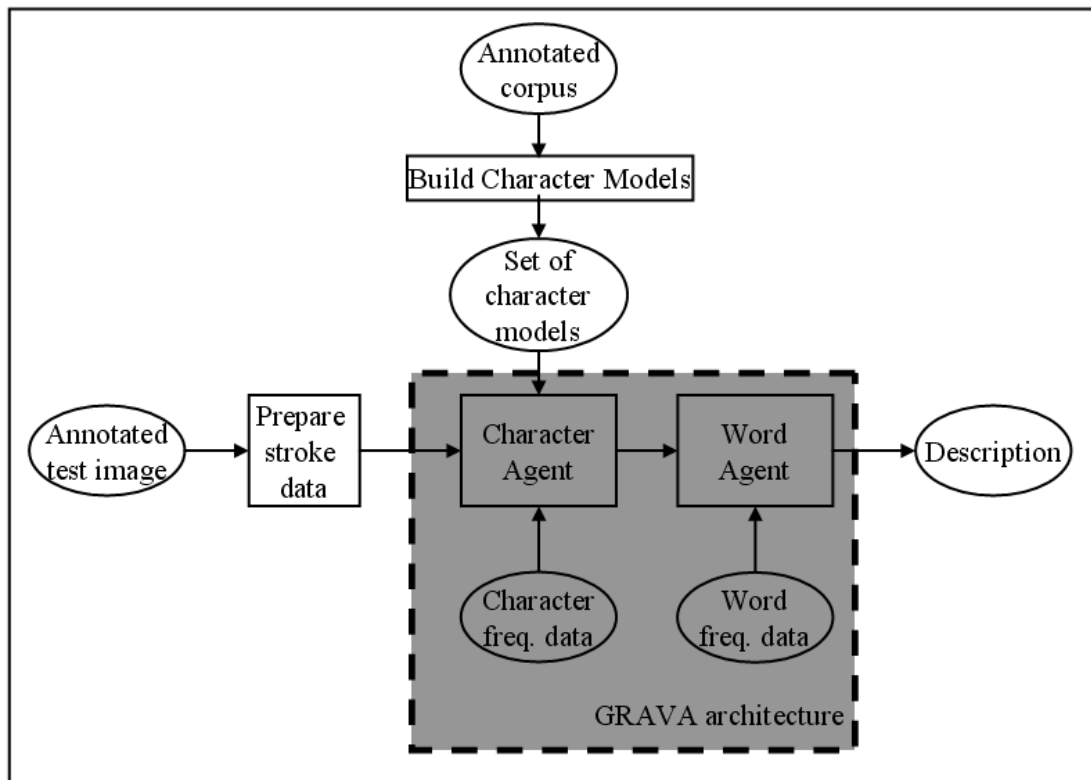 Annotated
corpus
Build Character Models
Set of
character
models
Annotated
test image
Prepare
stroke
data
Character
Agent
Word
Agent
Description
Character
freq. data
Word
freq. data
GRAVA architecture